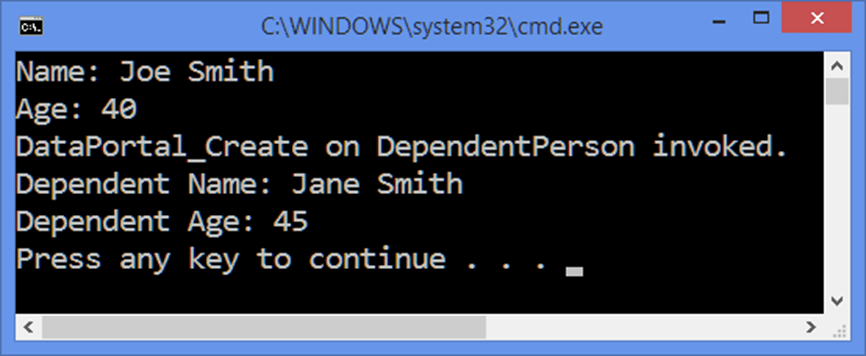 C:\WINDOWS\system32\cmd.exe
Name: Joe Smith
Age: 40
DataPortal_Create on DependentPerson invoked.
Dependent Name: Jane Smith
Dependent Age: 45
Press any key to continue . . .